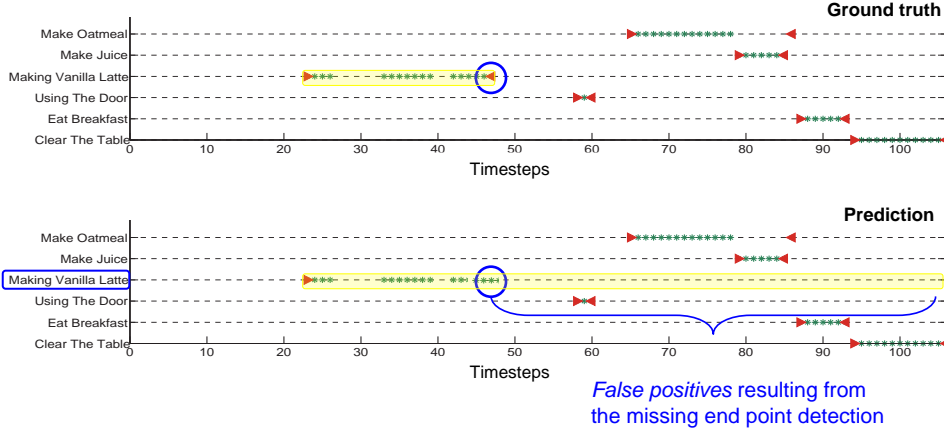 Ground truth
Make Oatmeal
Make Juice
Making Vanilla Latte
Using The Door
Eat Breakfast
Clear The Table
0 10 20 30 40 50 60 70 80 90 100
Timesteps
Prediction
Make Oatmeal
Make Juice
Making Vanilla Latte
Using The Door
Eat Breakfast
Clear The Table
0 10 20 30 40 50 60 70 80 90 100
Timesteps
False positives resulting from
the missing end point detection